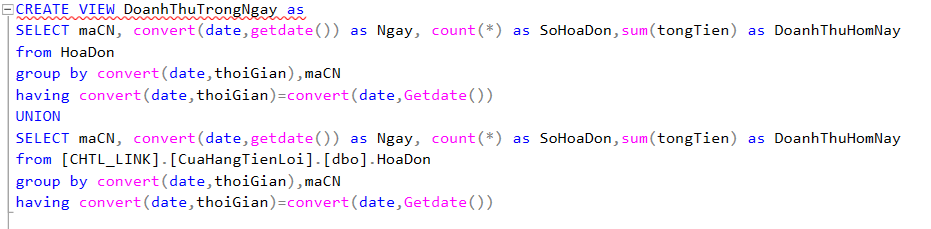 CREATE VIEW DoanhThuTrongNgay as
SELECT maCN, convert(date,getdate()) as Ngay, count(*) as SoHoaDon,sum(tongTien) as DoanhThuHomNay
from HoaDon
group by convert(date,thoiGian),maCN
having convert(date,thoiGian)=convert(date,Getdate())
UNION
SELECT maCN, convert(date,getdate()) as Ngay, count(*) as SoHoaDon,sum(tongTien) as DoanhThuHomNay
from [CHTL_LINK].[CuaHangTienLoi].[dbo].HoaDon
group by convert(date,thoiGian),maCN
having convert(date,thoiGian)=convert(date,Getdate())